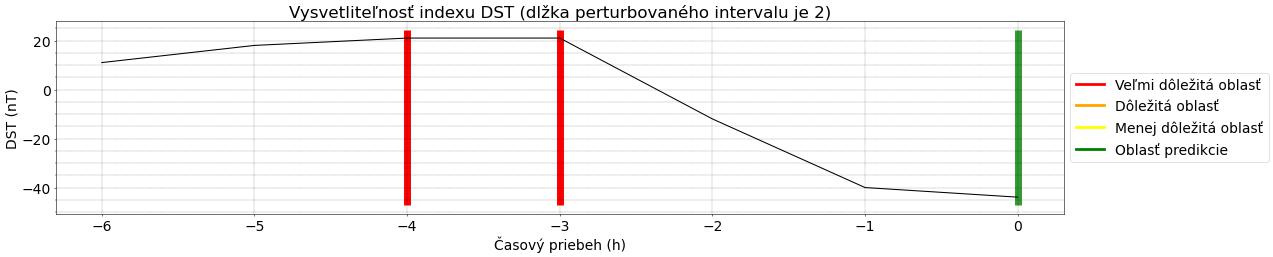 Vysvetliteľnosť indexu DST (dĺžka perturbovaného intervalu je 2)
DST (nT)
20
0
−20
−40
−6
−5
−4
−3
−2
−1
0
Časový priebeh (h)
Veľmi dôležitá oblasť
Dôležitá oblasť
Menej dôležitá oblasť
Oblasť predikcie